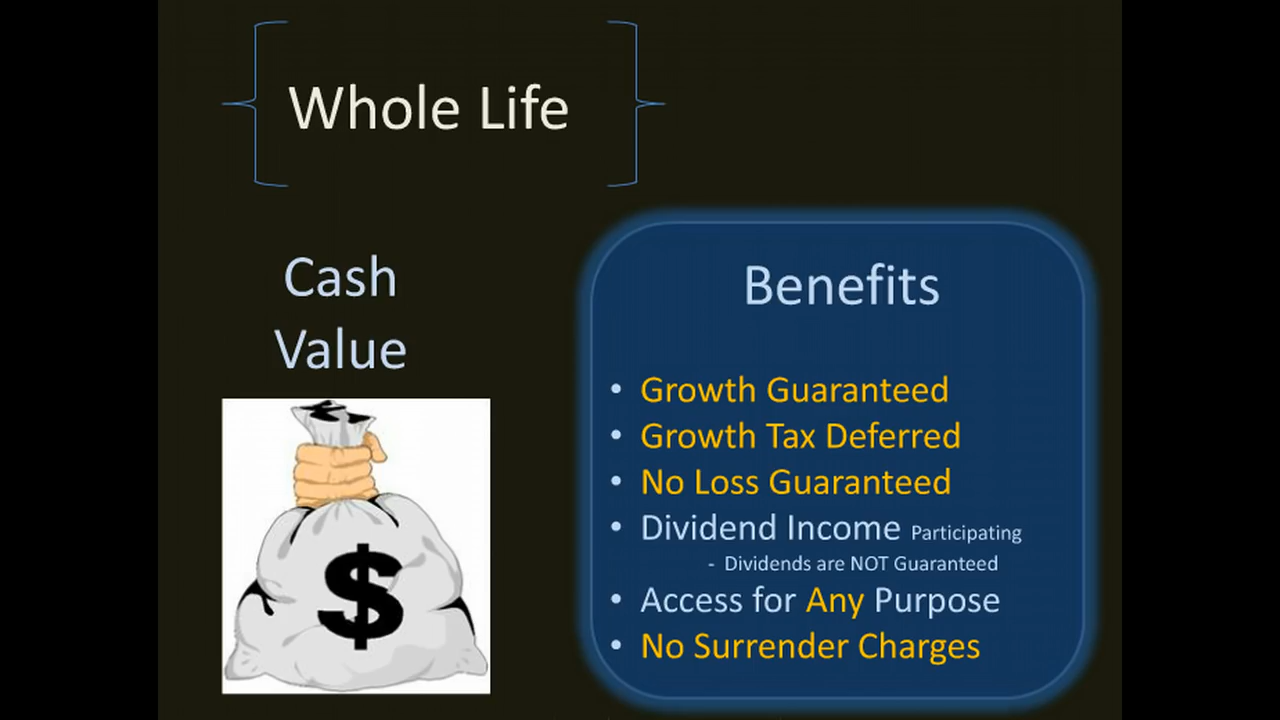 Whole Life
Cash
Value
$
Benefits
• Growth Guaranteed
• Growth Tax Deferred
• No Loss Guaranteed
• Dividend Income Participating
- Dividends are NOT Guaranteed
• Access for Any Purpose
• No Surrender Charges